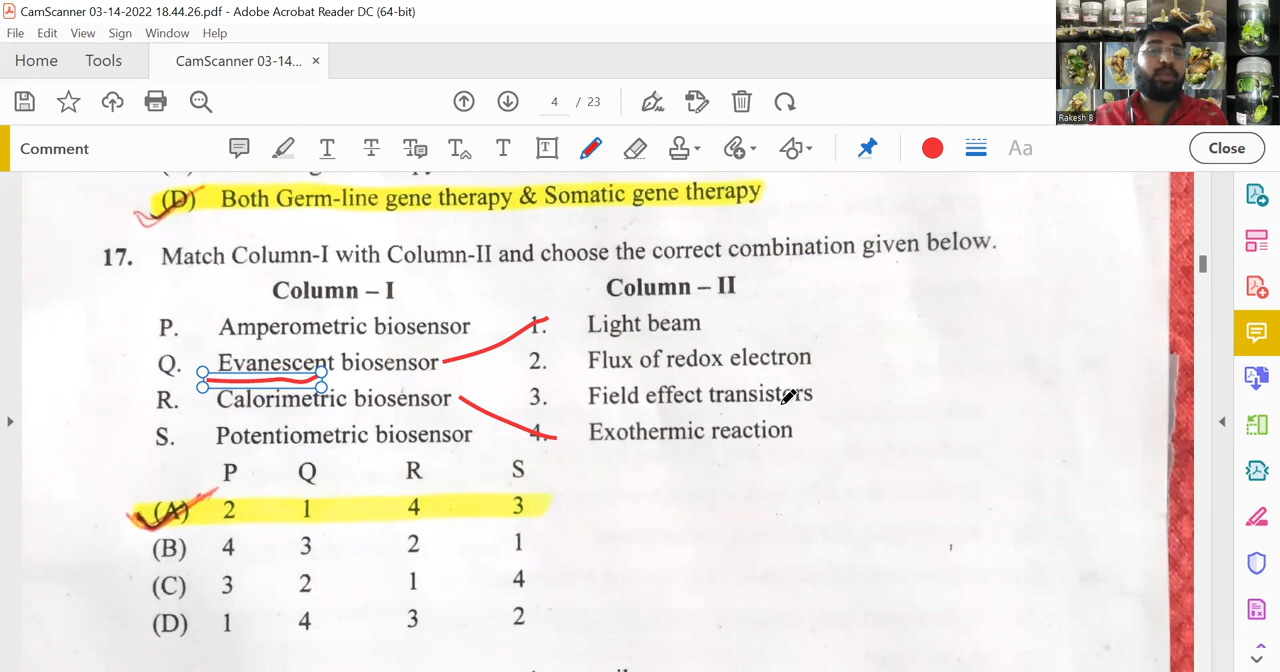 CamScanner 03-14-2022 18.44.26.pdf - Adobe Acrobat Reader DC (64-bit)
File Edit View Sign Window Help
Home Tools CamScanner 03-14... ×
4 / 23
Rakesh B
Comment
Aa
Close
(D) Both Germ-line gene therapy & Somatic gene therapy
17. Match Column-I with Column-II and choose the correct combination given below.
Column – I Column – II
P. Amperometric biosensor 1. Light beam
Q. Evanescent biosensor 2. Flux of redox electron
R. Calorimetric biosensor 3. Field effect transistors
S. Potentiometric biosensor 4. Exothermic reaction
P Q R S
(A) 2 1 4 3
(B) 4 3 2 1
(C) 3 2 1 4
(D) 1 4 3 2